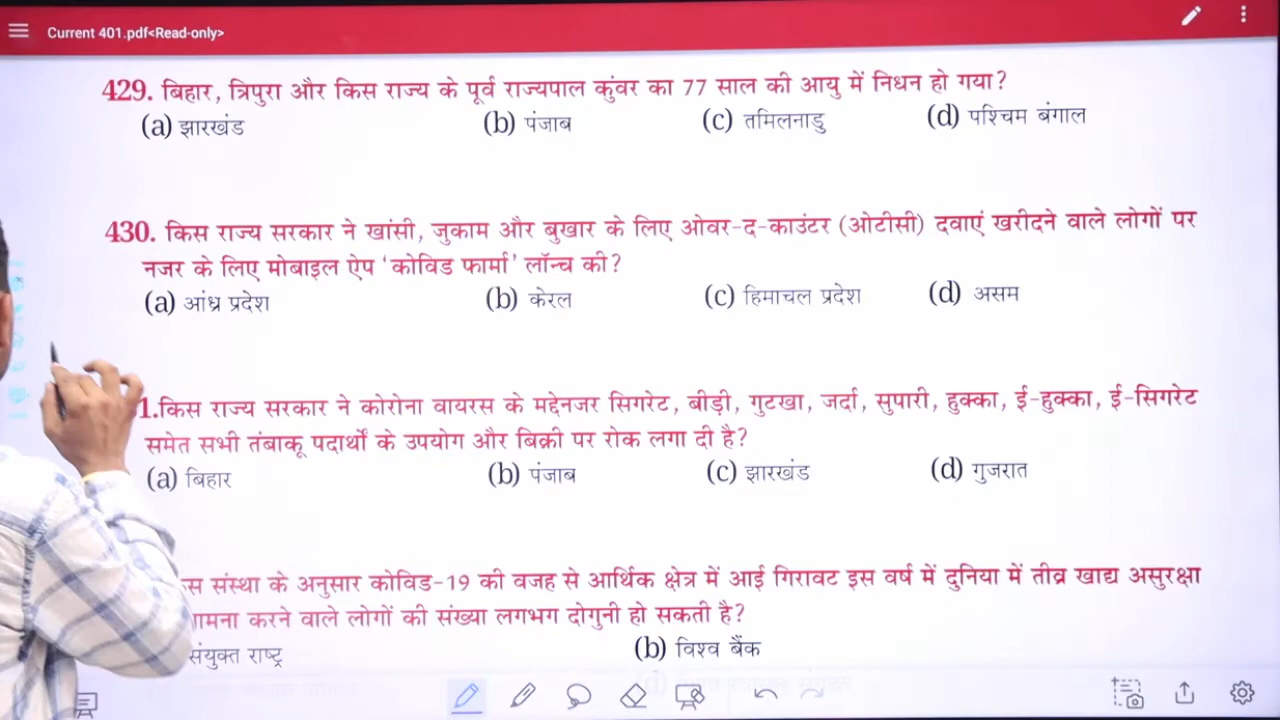 Current 401.pdf<Read-only>
429. बिहार, त्रिपुरा और किस राज्य के पूर्व राज्यपाल कुंवर का 77 साल की आयु में निधन हो गया?
(a) झारखंड (b) पंजाब (c) तमिलनाडु (d) पश्चिम बंगाल
430. किस राज्य सरकार ने खांसी, जुकाम और बुखार के लिए ओवर-द-काउंटर (ओटीसी) दवाएं खरीदने वाले लोगों पर
नजर के लिए मोबाइल ऐप 'कोविड फार्मा' लॉन्च की?
(a) आंध्र प्रदेश (b) केरल (c) हिमाचल प्रदेश (d) असम
1.किस राज्य सरकार ने कोरोना वायरस के मद्देनजर सिगरेट, बीड़ी, गुटखा, जर्दा, सुपारी, हुक्का, ई-हुक्का, ई-सिगरेट
समेत सभी तंबाकू पदार्थों के उपयोग और बिक्री पर रोक लगा दी है?
(a) बिहार (b) पंजाब (c) झारखंड (d) गुजरात
स संस्था के अनुसार कोविड-19 की वजह से आर्थिक क्षेत्र में आई गिरावट इस वर्ष में दुनिया में तीव्र खाद्य असुरक्षा
करने वाले लोगों की संख्या लगभग दोगुनी हो सकती है?
संयुक्त राष्ट्र (b) विश्व बैंक